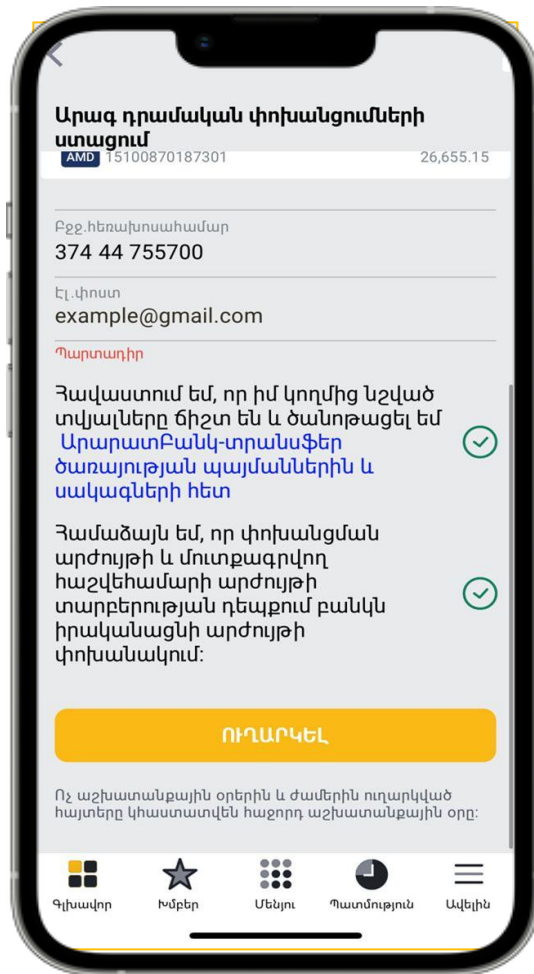 Արագ դրամական փոխանցումների
ստացում
AMD 15100870187301 26,655.15
Բջջ.հեռախոսահամար
374 44 755700
Էլ.փոստ
example@gmail.com
Պարտադիր
Հավաստում եմ, որ իմ կողմից նշված
տվյալները ճիշտ են և ծանոթացել եմ
ԱրարատԲանկ-տրանսֆեր
ծառայության պայմաններին և
սակագների հետ
Համաձայն եմ, որ փոխանցման
արժույթի և մուտքագրվող
հաշվեհամարի արժույթի
տարբերության դեպքում բանկն
իրականացնի արժույթի
փոխանակում:
ՈՒՂԱՐԿԵԼ
Ոչ աշխատանքային օրերին և ժամերին ուղարկված
հայտերը կհաստատվեն հաջորդ աշխատանքային օրը:
Գլխավոր Խմբեր Մենյու Պատմություն Ավելին